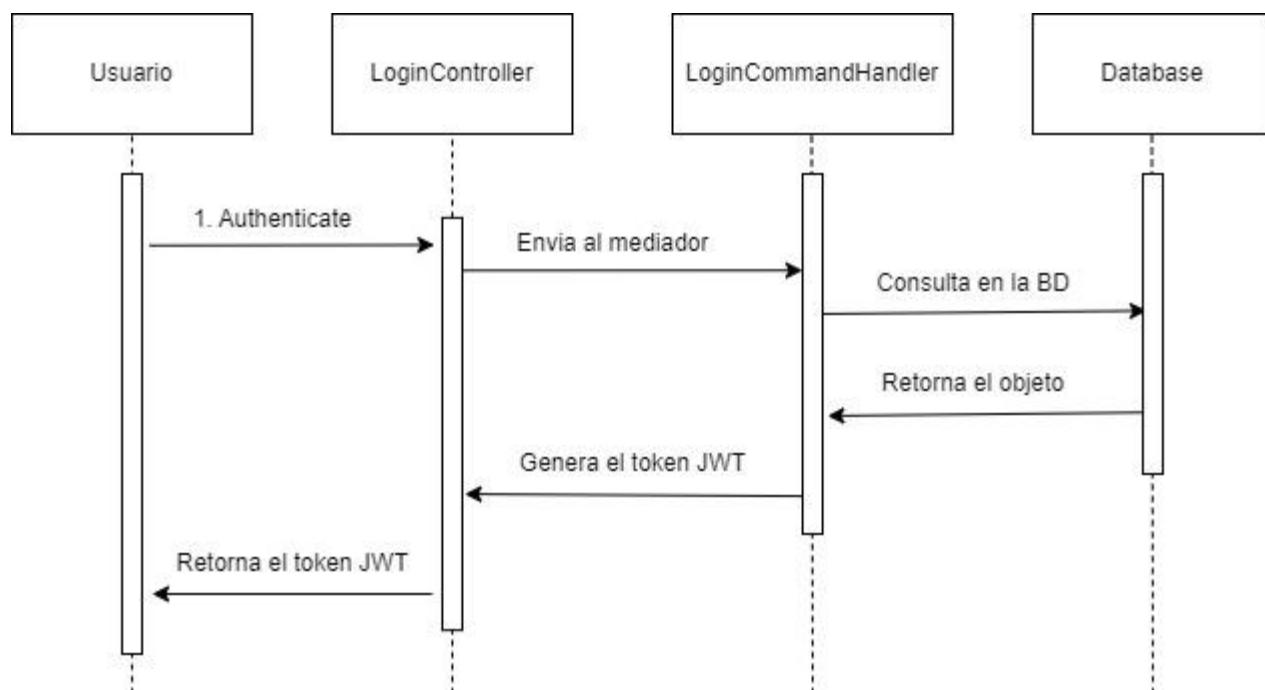 Usuario
LoginController
LoginCommandHandler
Database
1. Authenticate
Envia al mediador
Consulta en la BD
Retorna el objeto
Genera el token JWT
Retorna el token JWT